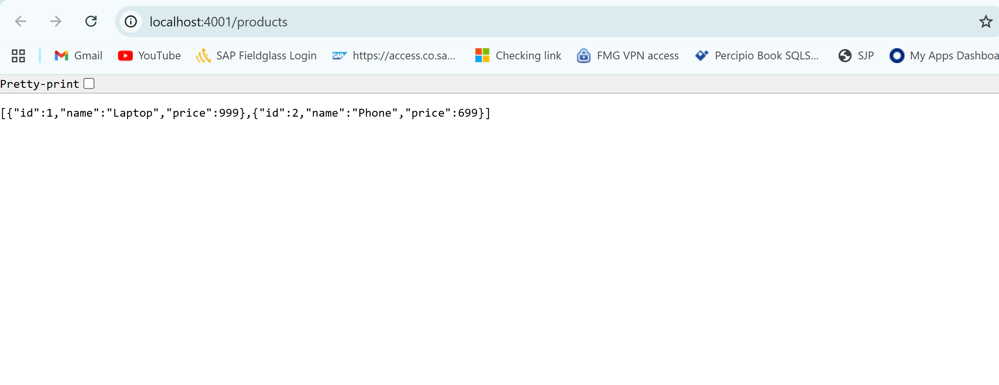 localhost:4001/products
Gmail YouTube SAP Fieldglass Login https://access.co.sa... Checking link FMG VPN access Percipio Book SQLS... SJP My Apps Dashboa
Pretty-print
[{"id":1,"name":"Laptop","price":999},{"id":2,"name":"Phone","price":699}]